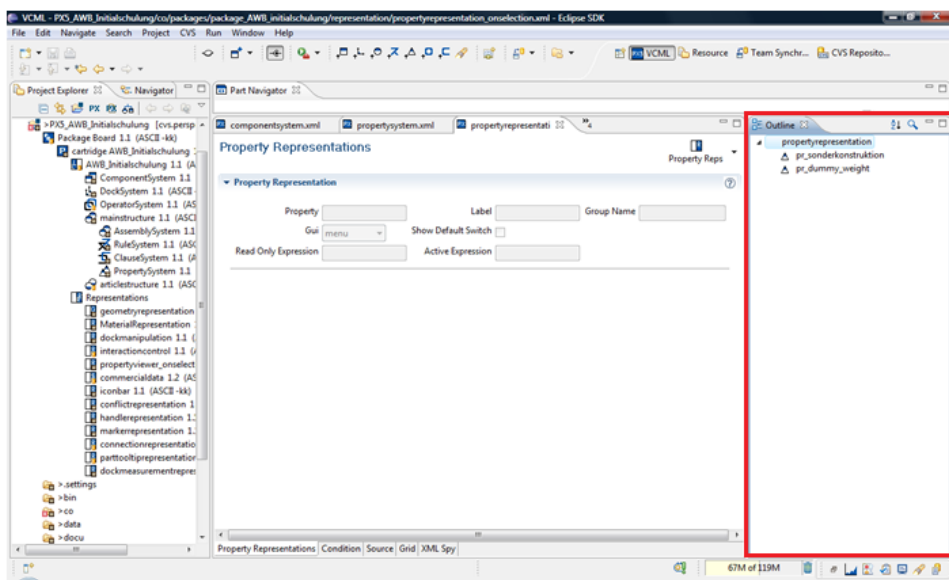 VCML - PX5_AWB_Initialschulung/co/packages/package_AWB_initialschulung/representation/propertyrepresentation_onselection.xml - Eclipse SDK
File Edit Navigate Search Project CVS Run Window Help
VCML Resource Team Synchr... CVS Reposito...
Project Explorer Navigator
Part Navigator
>PX5_AWB_Initialschulung [cvs.persp
Package Board 1.1 (ASCII -kk)
cartridge AWB_Initialschulung
AWB_Initialschulung 1.1 (A
ComponentSystem 1.1
DockSystem 1.1 (ASCII
OperatorSystem 1.1
mainstructure 1.1 (ASCII
AssemblySystem 1.1
RuleSystem 1.1 (ASC
ClauseSystem 1.1 (A
PropertySystem 1.1
articlestructure 1.1 (ASC
Representations
geometryrepresentation
MaterialRepresentation
dockmanipulation 1.1 (
interactioncontrol 1.1 (
propertyviewer_onselect
commercialdata 1.2 (AS
iconbar 1.1 (ASCII -kk)
conflictrepresentation 1
handlerepresentation 1.
markerrepresentation 1.
connectionrepresentatio
parttooltiprepresentation
dockmeasurementrepres
>.settings
>bin
>co
>data
>docu
componentsystem.xml propertysystem.xml propertyrepresentati
4
Property Representations
Property Reps
Property Representation
Property Label Group Name
Gui menu Show Default Switch
Read Only Expression Active Expression
Property Representations Condition Source Grid XML Spy
Outline
propertyrepresentation
pr_sonderkonstruktion
pr_dummy_weight
67M of 119M